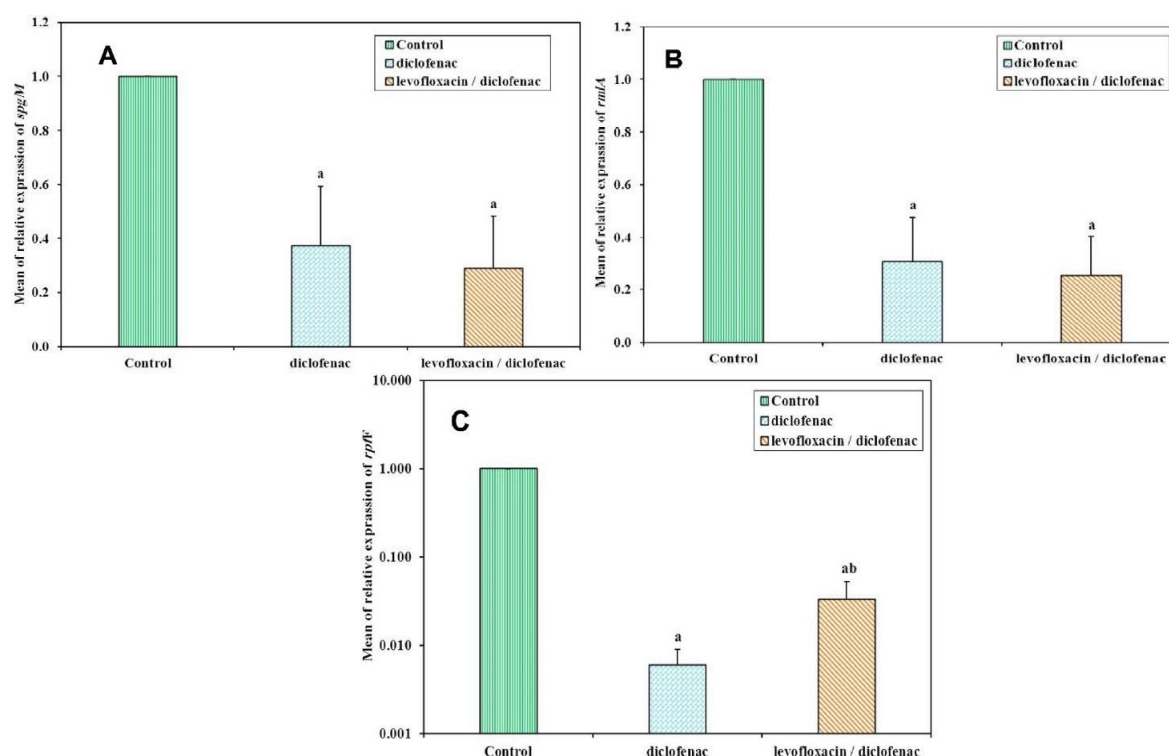 A
1.2
1.0
0.8
0.6
0.4
0.2
0.0
Mean of relative exprassion of spgM
Control
diclofenac
levofloxacin / diclofenac
a
a
Control
diclofenac
levofloxacin / diclofenac
B
1.2
1.0
0.8
0.6
0.4
0.2
0.0
Mean of relative exprassion of rmlA
Control
diclofenac
levofloxacin / diclofenac
a
a
Control
diclofenac
levofloxacin / diclofenac
C
10.000
1.000
0.100
0.010
0.001
Mean of relative exprassion of rpfF
Control
diclofenac
levofloxacin / diclofenac
a
ab
Control
diclofenac
levofloxacin / diclofenac